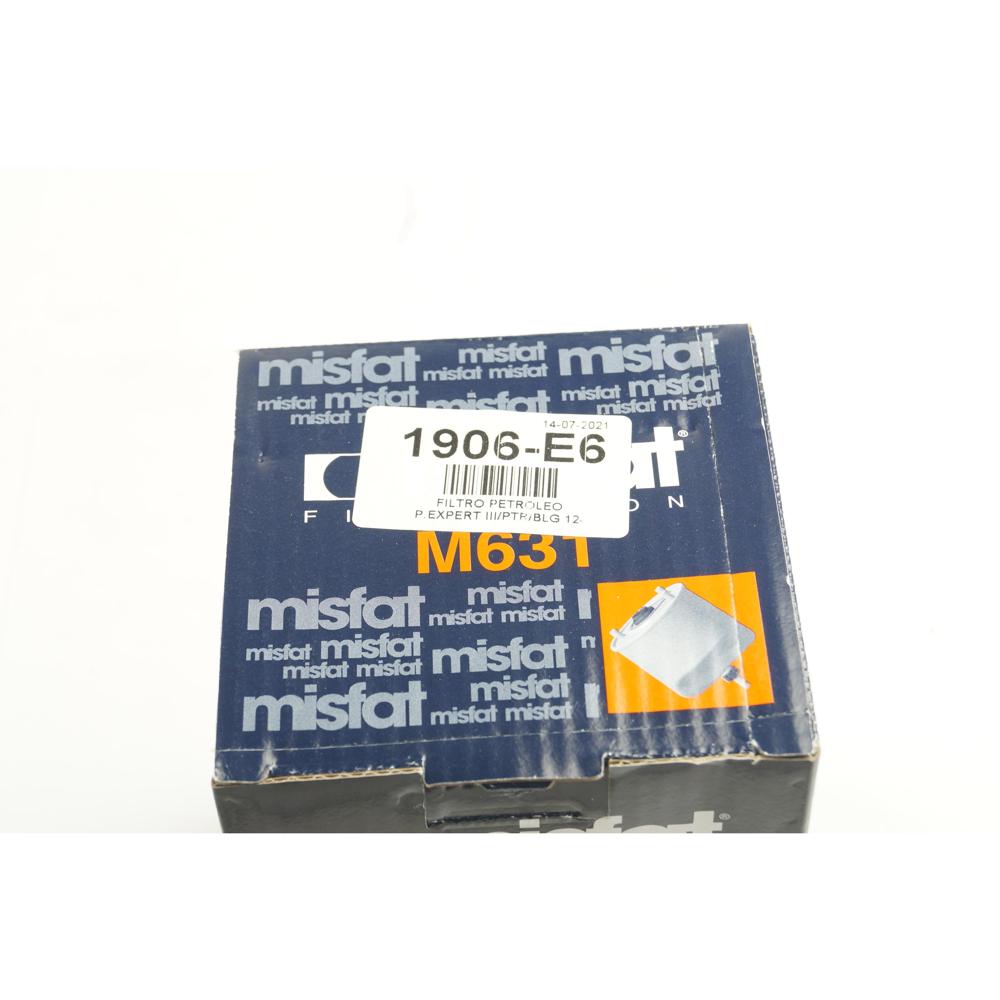 misfat misfat misfat
misfat misfat
misfat misfat misfat misfat misfat
misfat misfat misfat misfat
14-07-2021
1906-E6
FILTRO PETROLEO
P.EXPERT III/PTR/BLG 12-
M631
misfat misfat
misfat misfat
misfat misfat misfat
misfat misfat
misfat misfat
misfat misfat
misfat